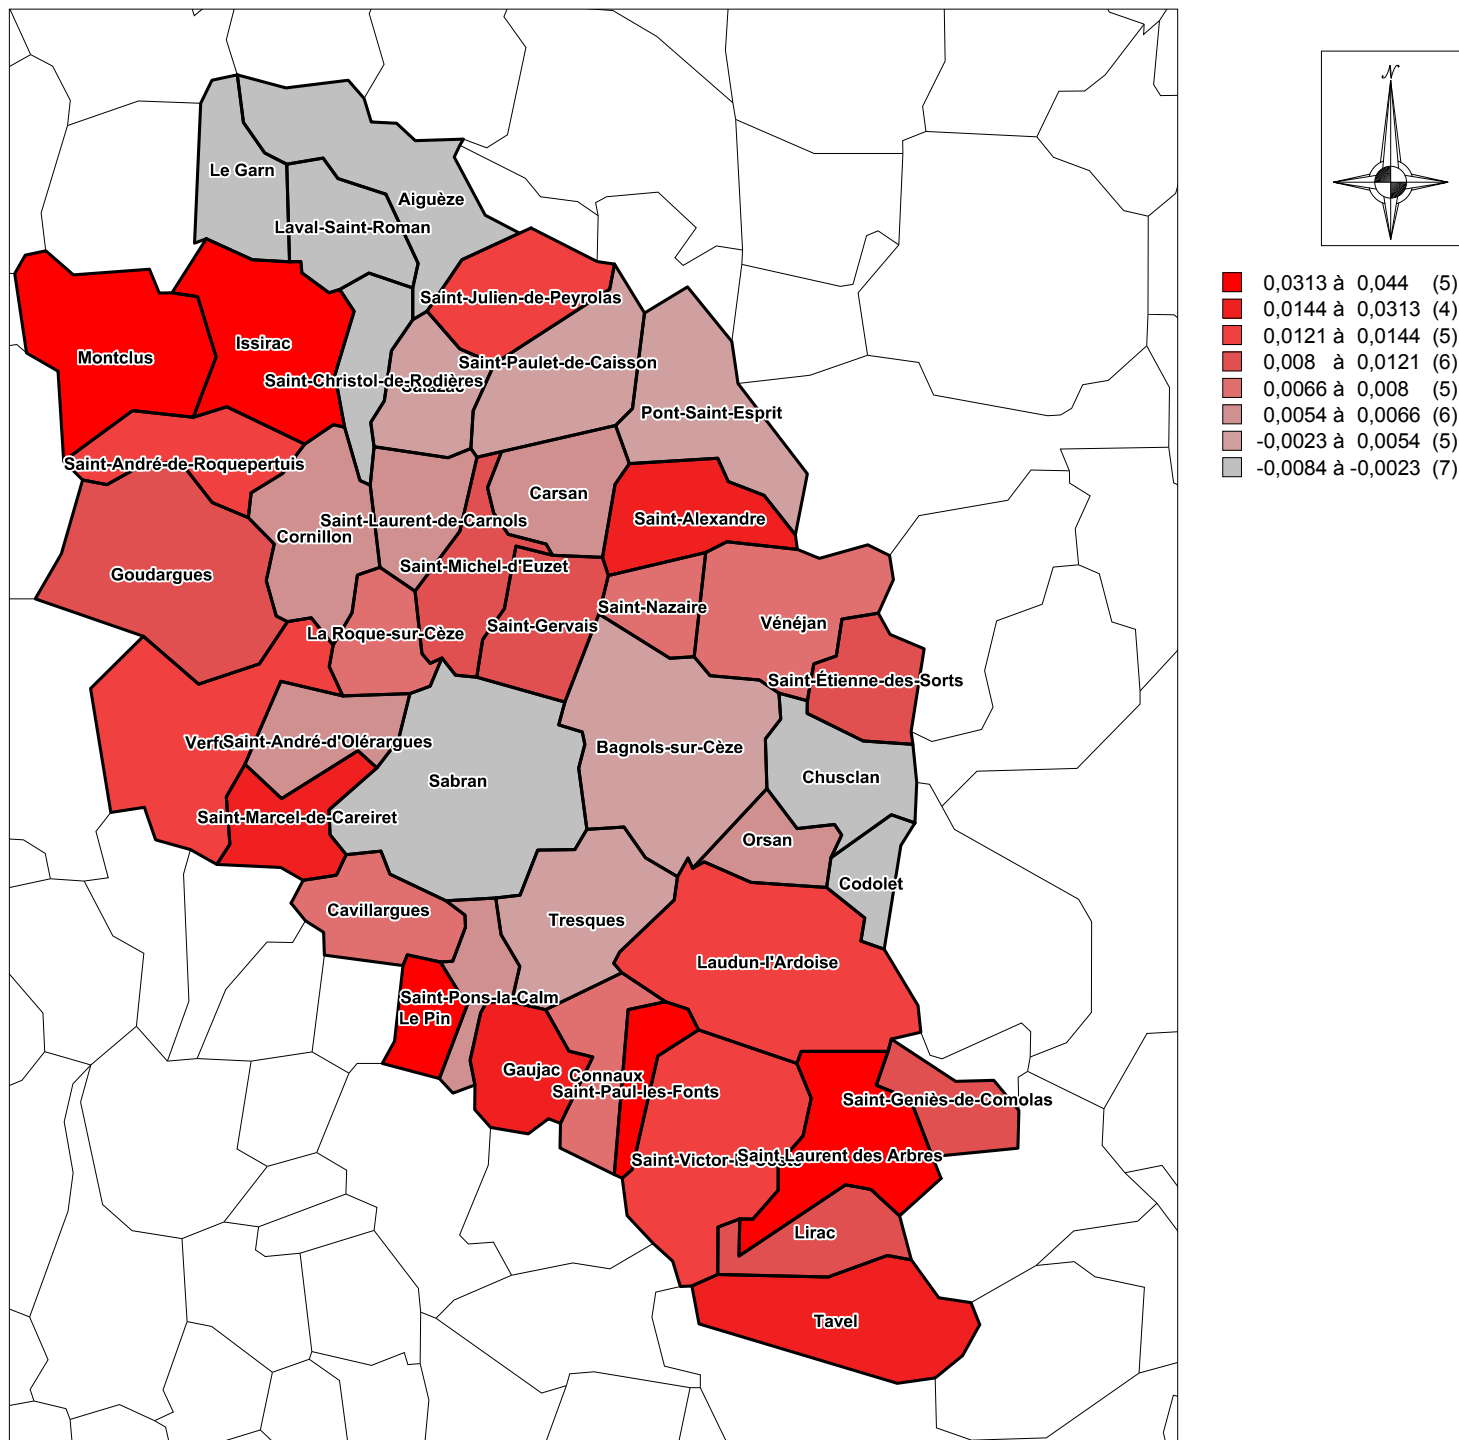 N
Le Garn
Aiguèze
Laval-Saint-Roman
0,0313 à 0,044 (5)
0,0144 à 0,0313 (4)
0,0121 à 0,0144 (5)
0,008 à 0,0121 (6)
0,0066 à 0,008 (5)
0,0054 à 0,0066 (6)
-0,0023 à 0,0054 (5)
-0,0084 à -0,0023 (7)
Saint-Julien-de-Peyrolas
Issirac
Montclus
Saint-Paulet-de-Caisson
Saint-Christol-de-Rodières
Pont-Saint-Esprit
Saint-André-de-Roquepertuis
Carsan
Saint-Laurent-de-Carnols
Saint-Alexandre
Cornillon
Saint-Michel-d'Euzet
Goudargues
Saint-Nazaire
Vénéjan
Saint-Gervais
La Roque-sur-Cèze
Saint-Étienne-des-Sorts
Verf
Saint-André-d'Olérargues
Bagnols-sur-Cèze
Chusclan
Sabran
Saint-Marcel-de-Careiret
Orsan
Codolet
Cavillargues
Tresques
Laudun-l'Ardoise
Saint-Pons-la-Calm
Le Pin
Gaujac
Connaux
Saint-Paul-les-Fonts
Saint-Geniès-de-Comolas
Saint-Victor-la-
Saint Laurent des Arbres
Lirac
Tavel